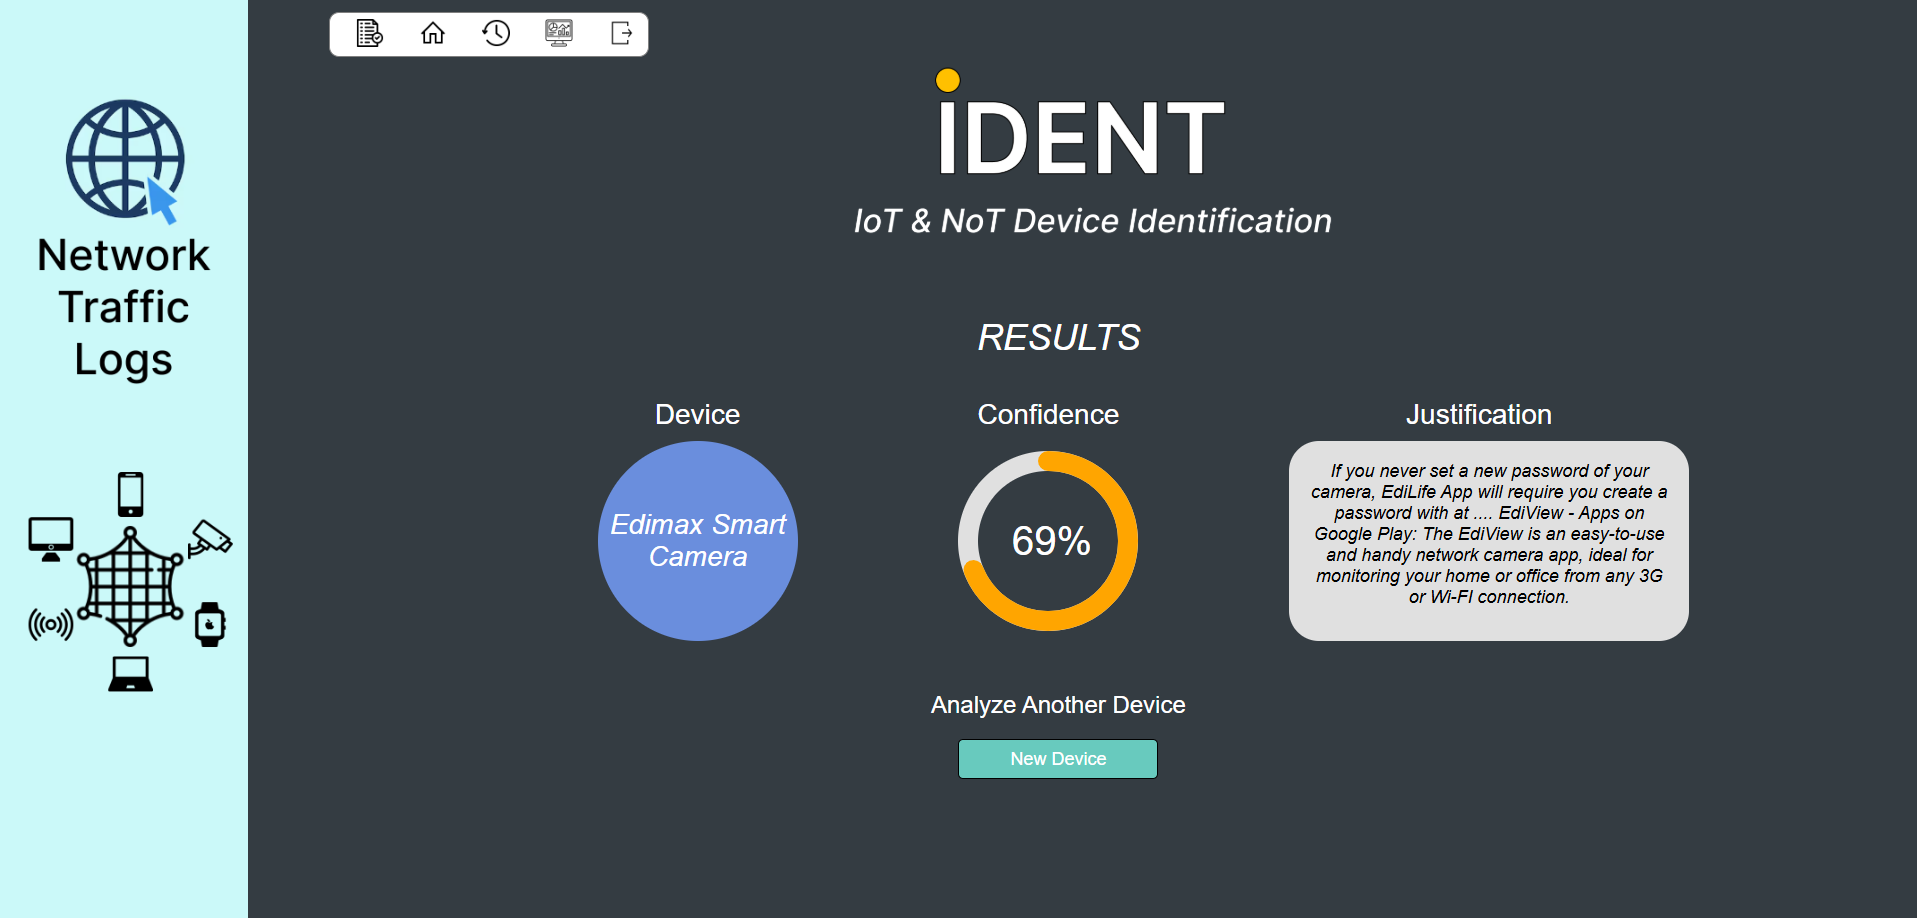 Network
Traffic
Logs
iDENT
IoT & NoT Device Identification
RESULTS
Device
Edimax Smart
Camera
Confidence
69%
Justification
If you never set a new password of your
camera, EdiLife App will require you create a
password with at .... EdiView - Apps on
Google Play: The EdiView is an easy-to-use
and handy network camera app, ideal for
monitoring your home or office from any 3G
or Wi-FI connection.
Analyze Another Device
New Device